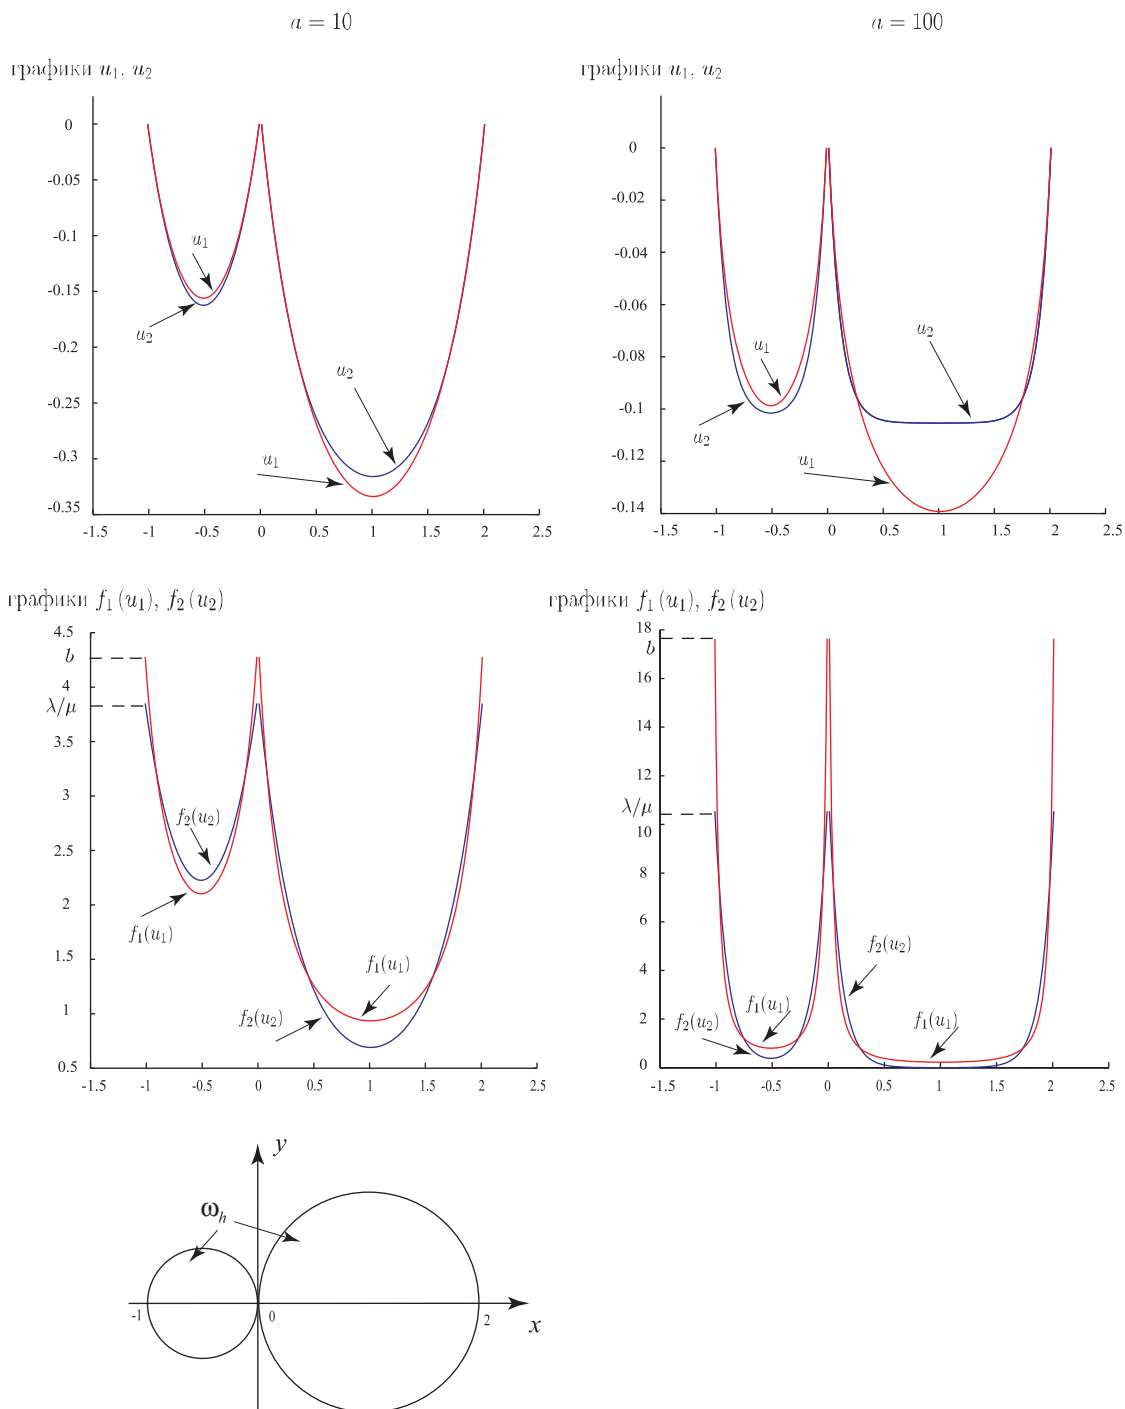 a = 10
a = 100
графики u₁, u₂
0
-0.05
-0.1
-0.15
-0.2
-0.25
-0.3
-0.35
-1.5 -1 -0.5 0 0.5 1 1.5 2 2.5
u₁
u₂
u₂
u₁
графики u₁, u₂
0
-0.02
-0.04
-0.06
-0.08
-0.1
-0.12
-0.14
-1.5 -1 -0.5 0 0.5 1 1.5 2 2.5
u₁
u₂
u₂
u₁
графики f₁(u₁), f₂(u₂)
4.5
b
4
λ/μ
3.5
3
2.5
2
1.5
1
0.5
-1.5 -1 -0.5 0 0.5 1 1.5 2 2.5
f₂(u₂)
f₁(u₁)
f₁(u₁)
f₂(u₂)
графики f₁(u₁), f₂(u₂)
18
b
16
14
12
λ/μ
10
8
6
4
2
0
-1.5 -1 -0.5 0 0.5 1 1.5 2 2.5
f₂(u₂)
f₁(u₁)
f₂(u₂)
f₁(u₁)
y
ωₕ
-1 0 2 x